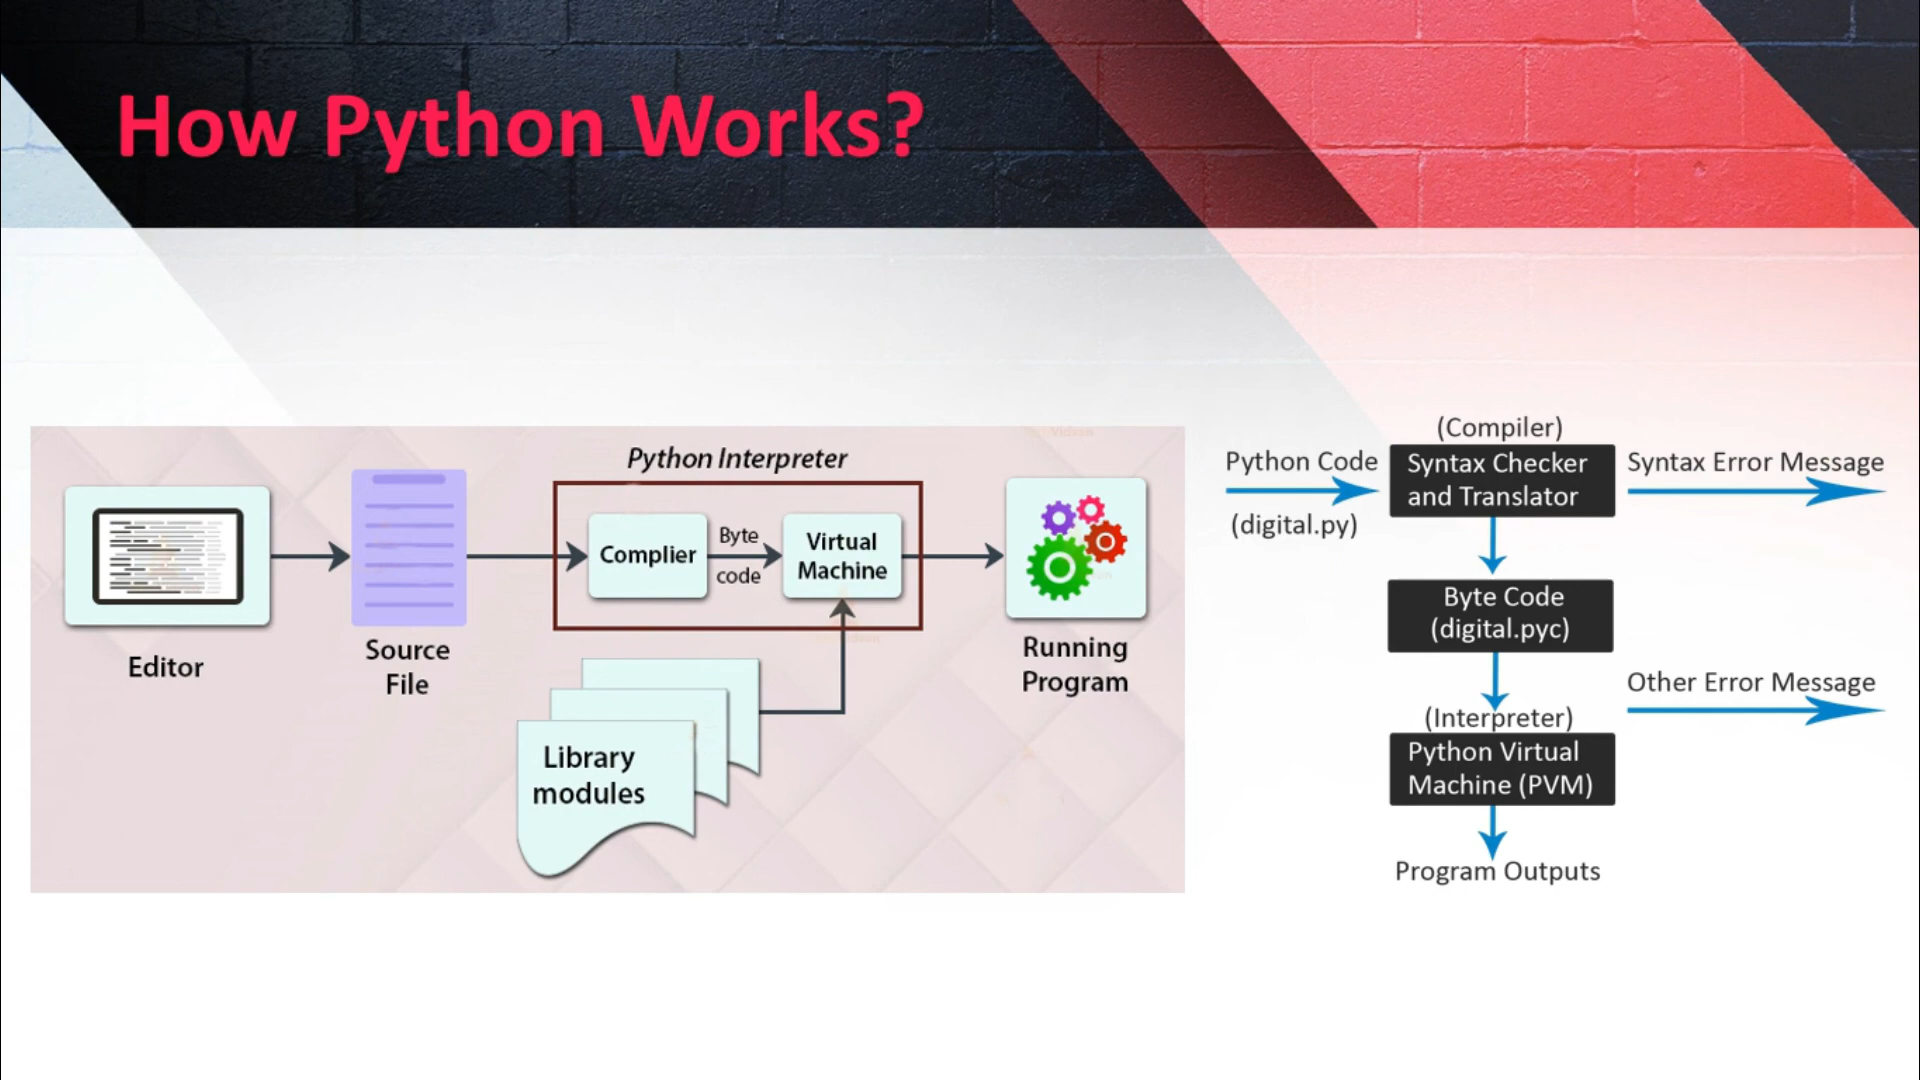 How Python Works?
Python Interpreter
Complier
Byte
code
Virtual
Machine
Editor
Source
File
Running
Program
Library
modules
(Compiler)
Python Code
(digital.py)
Syntax Checker
and Translator
Syntax Error Message
Byte Code
(digital.pyc)
Other Error Message
(Interpreter)
Python Virtual
Machine (PVM)
Program Outputs